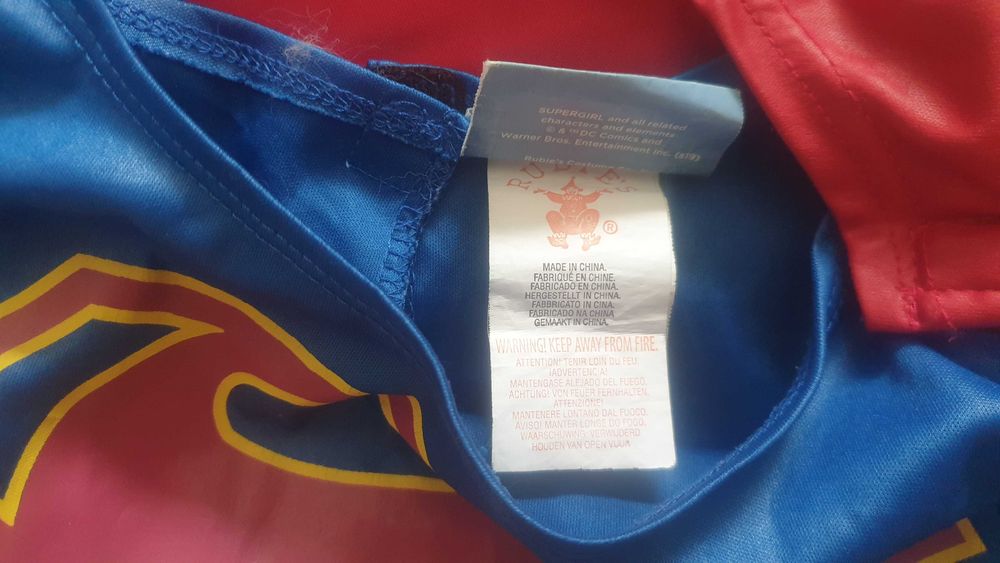 SUPERGIRL and all related
characters and elements
© & ™ DC Comics and
Warner Bros. Entertainment Inc. (s19)
Rubie's Costume
RUBIE'S
®
MADE IN CHINA.
FABRIQUÉ EN CHINE.
FABRICADO EN CHINA.
HERGESTELLT IN CHINA.
FABBRICATO IN CINA.
FABRICADO NA CHINA
GEMAAKT IN CHINA.
WARNING! KEEP AWAY FROM FIRE.
ATTENTION! TENIR LOIN DU FEU.
¡ADVERTENCIA!
MANTENGASE ALEJADO DEL FUEGO.
ACHTUNG! VON FEUER FERNHALTEN.
ATTENZIONE!
MANTENERE LONTANO DAL FUOCO.
AVISO! MANTER LONGE DO FOGO.
WAARSCHUWING: VERWIJDERD
HOUDEN VAN OPEN VUUR